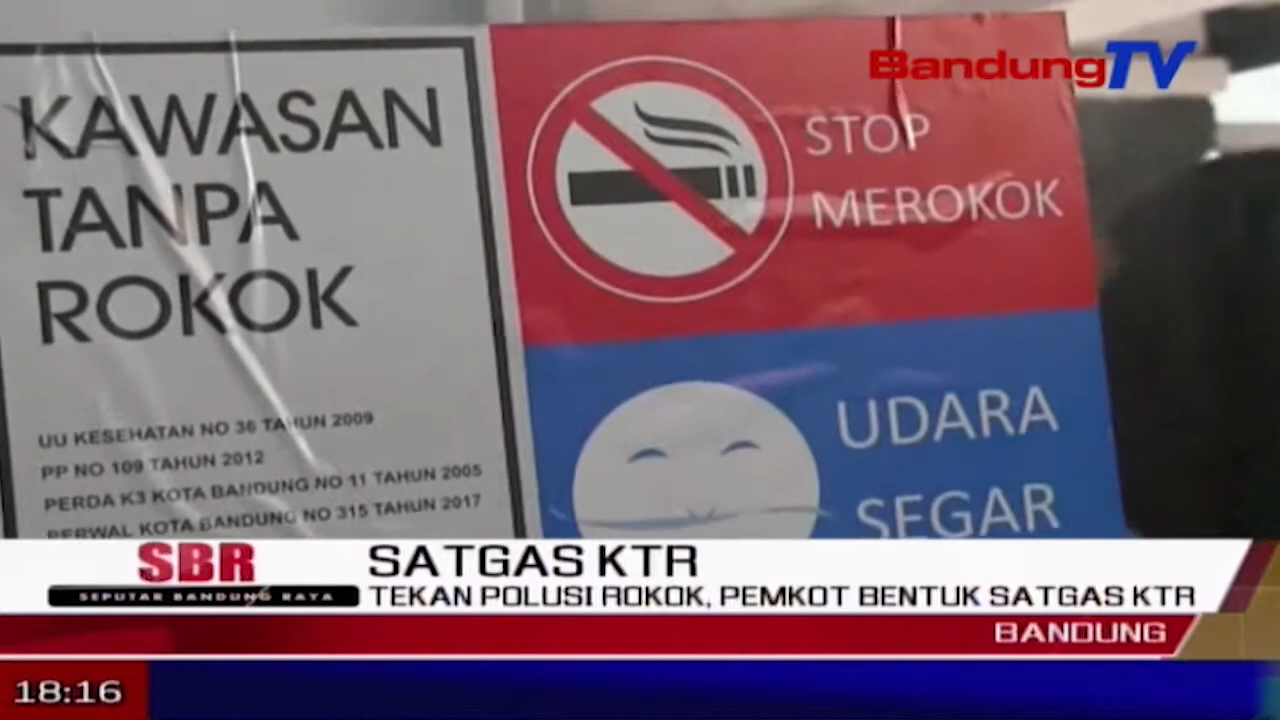 BandungTV
KAWASAN
TANPA
ROKOK
UU KESEHATAN NO 36 TAHUN 2009
PP NO 109 TAHUN 2012
PERDA K3 KOTA BANDUNG NO 11 TAHUN 2005
PERWAL KOTA BANDUNG NO 315 TAHUN 2017
STOP
MEROKOK
UDARA
SEGAR
SBR
SEPUTAR BANDUNG RAYA
SATGAS KTR
TEKAN POLUSI ROKOK, PEMKOT BENTUK SATGAS KTR
BANDUNG
18:16